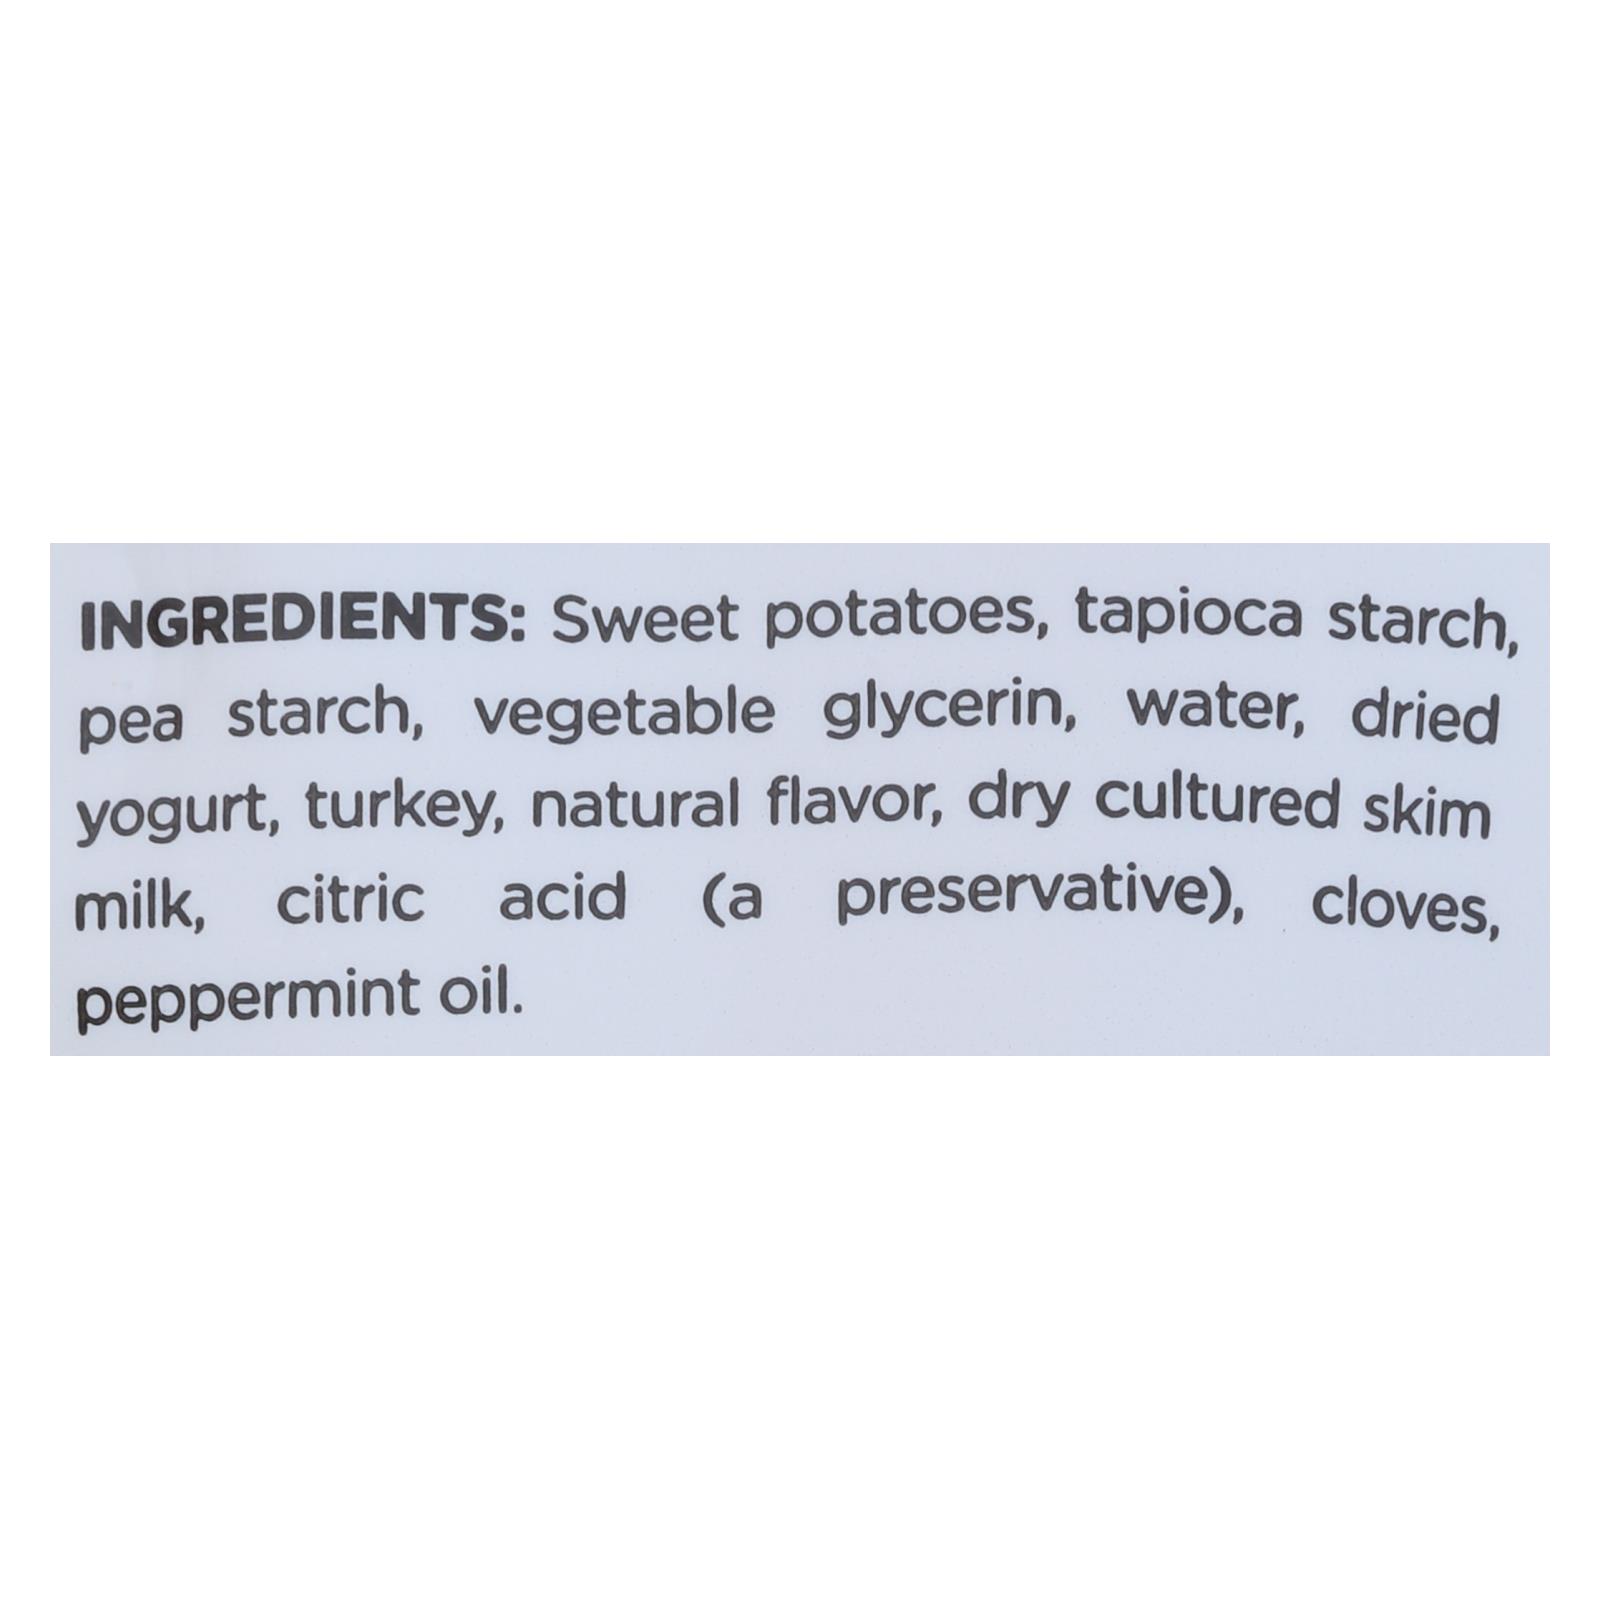 INGREDIENTS: Sweet potatoes, tapioca starch,
pea starch, vegetable glycerin, water, dried
yogurt, turkey, natural flavor, dry cultured skim
milk, citric acid (a preservative), cloves,
peppermint oil.